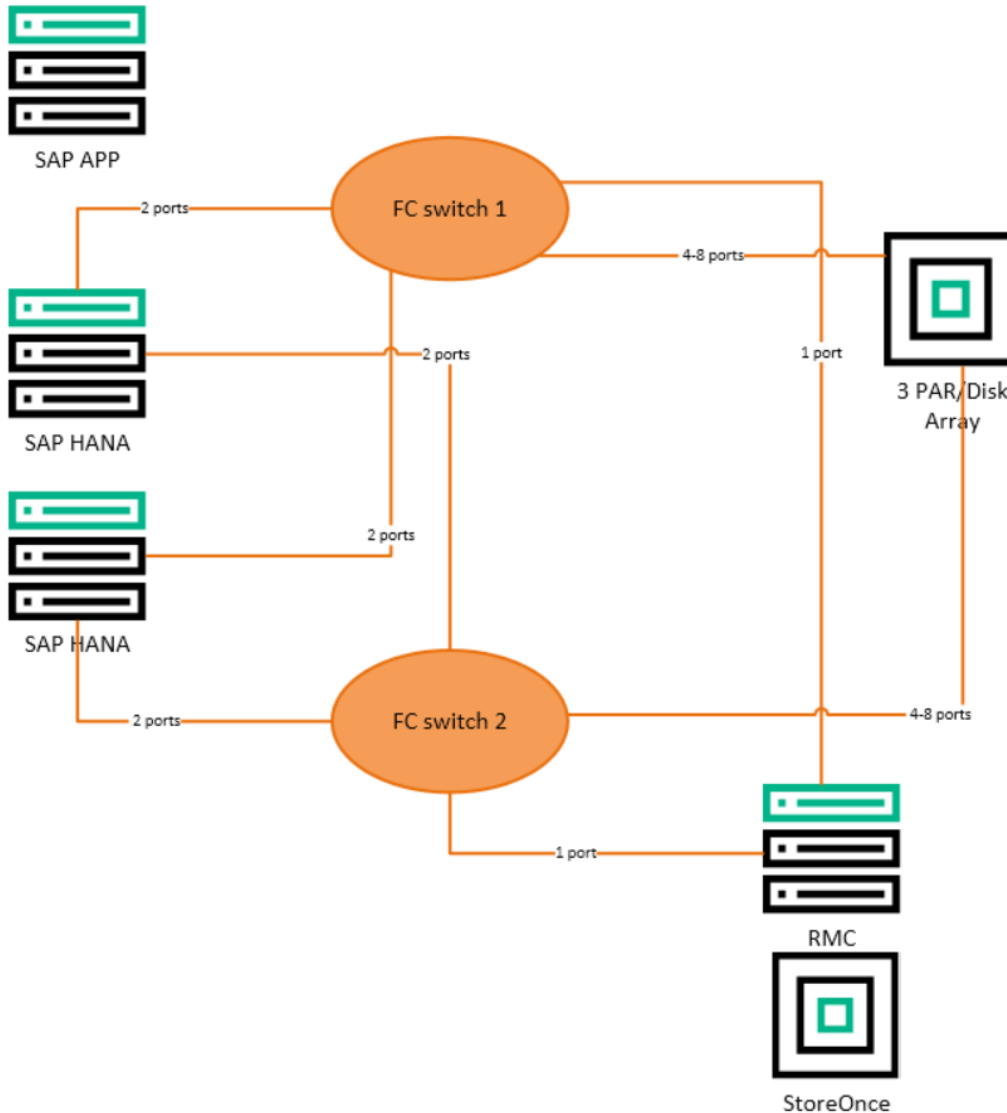 SAP APP
2 ports
FC switch 1
4-8 ports
2 ports
1 port
3 PAR/Disk
Array
SAP HANA
2 ports
SAP HANA
2 ports
FC switch 2
4-8 ports
1 port
RMC
StoreOnce